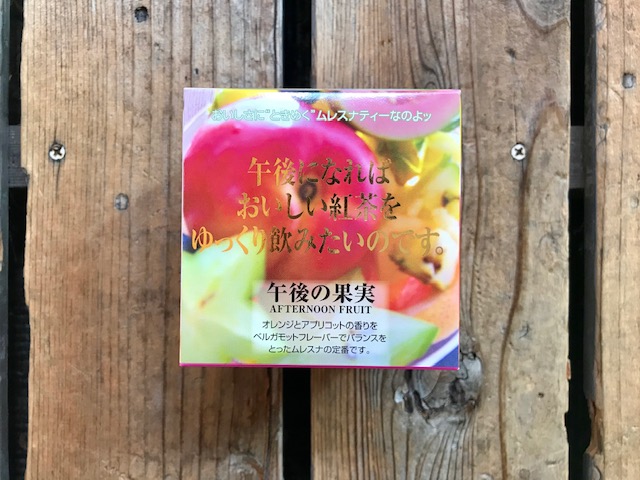 おいしさに"ときめく"ムレスナティーなのよッ
午後になれば
おいしい紅茶を
ゆっくり飲みたいのです。
午後の果実
AFTERNOON FRUIT
オレンジとアプリコットの香りを
ベルガモットフレーバーでバランスを
とったムレスナの定番です。